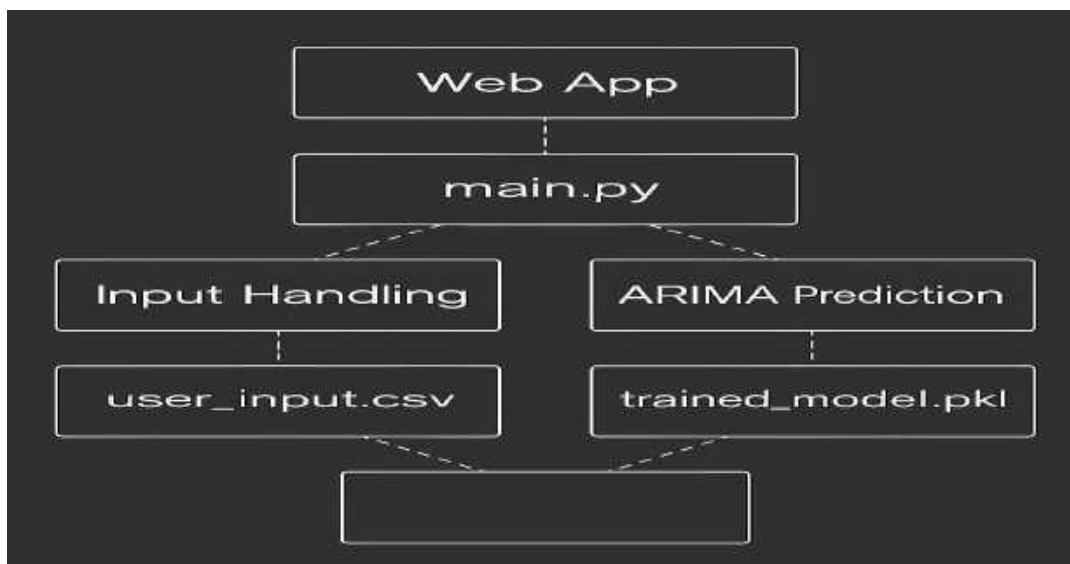 Web App
main.py
Input Handling
ARIMA Prediction
user_input.csv
trained_model.pkl